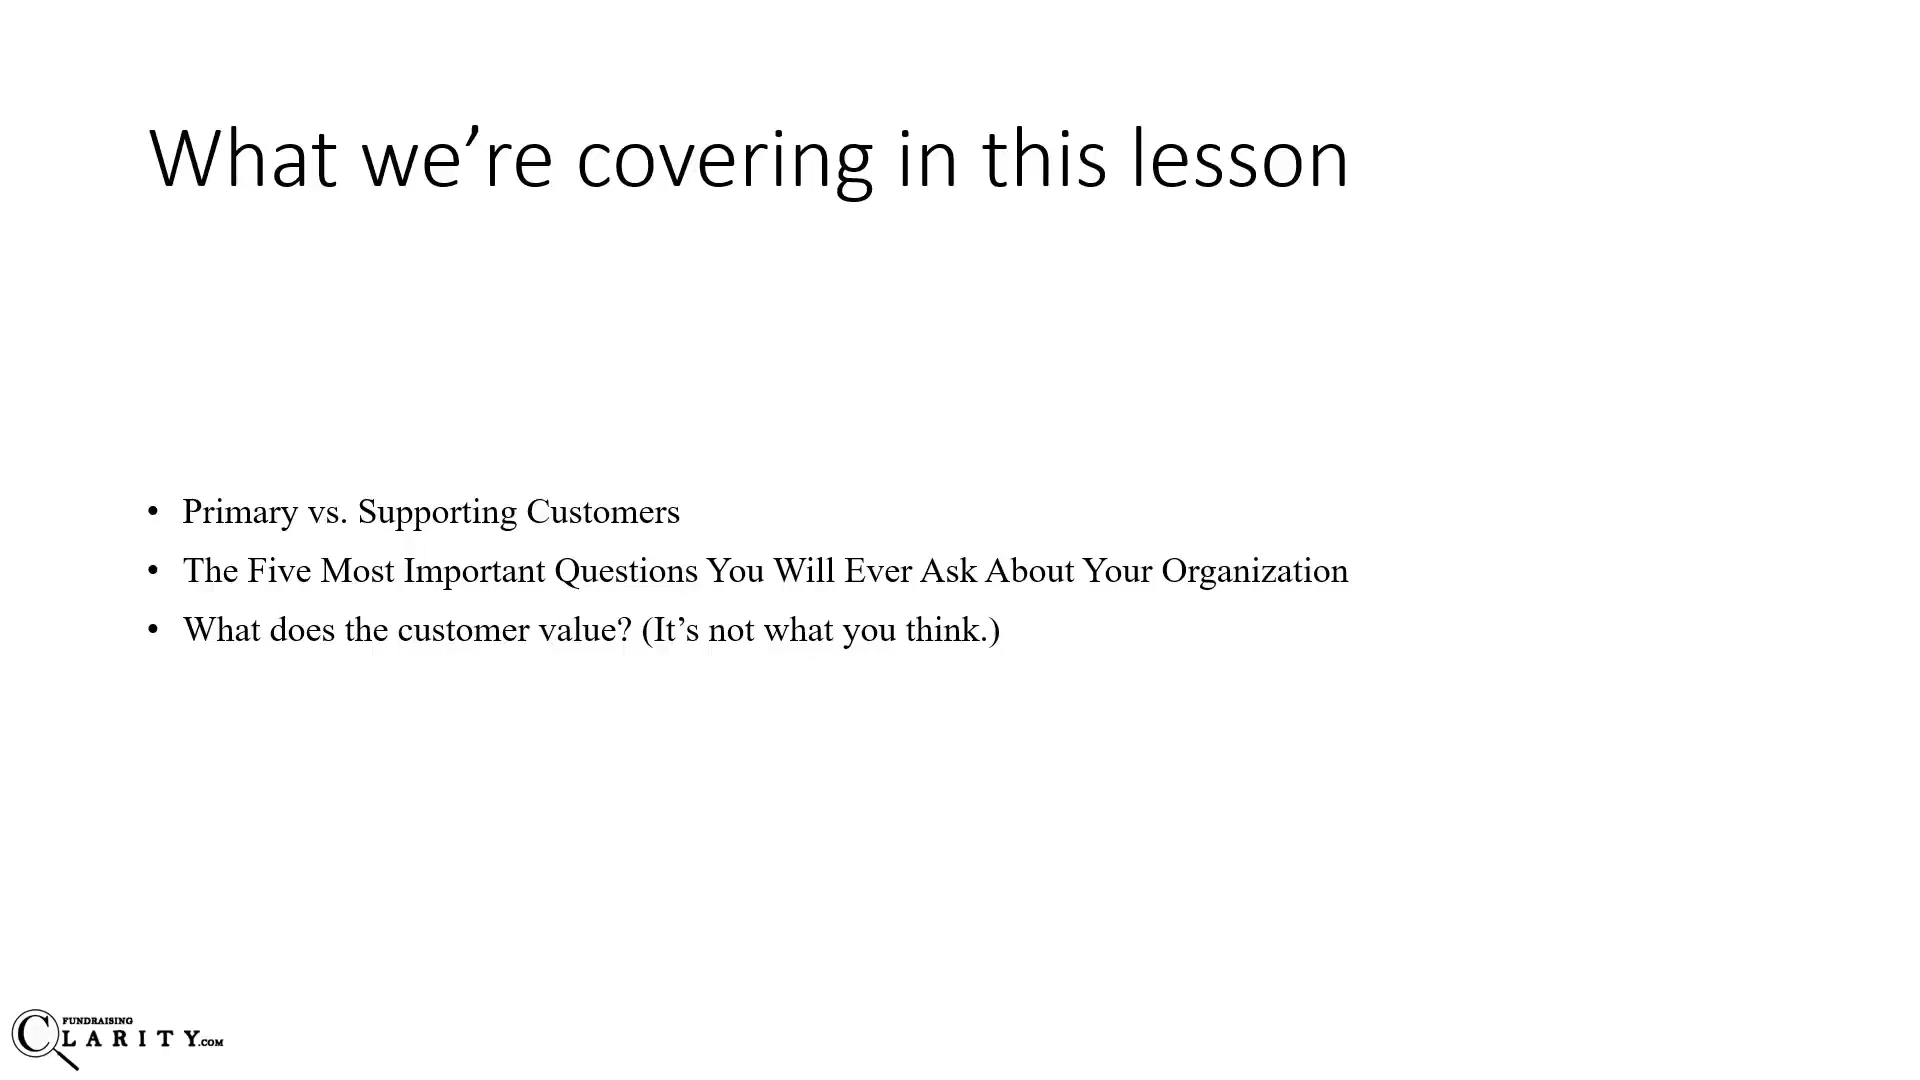 What we’re covering in this lesson
• Primary vs. Supporting Customers
• The Five Most Important Questions You Will Ever Ask About Your Organization
• What does the customer value? (It’s not what you think.)
FUNDRAISING
CLARITY.COM